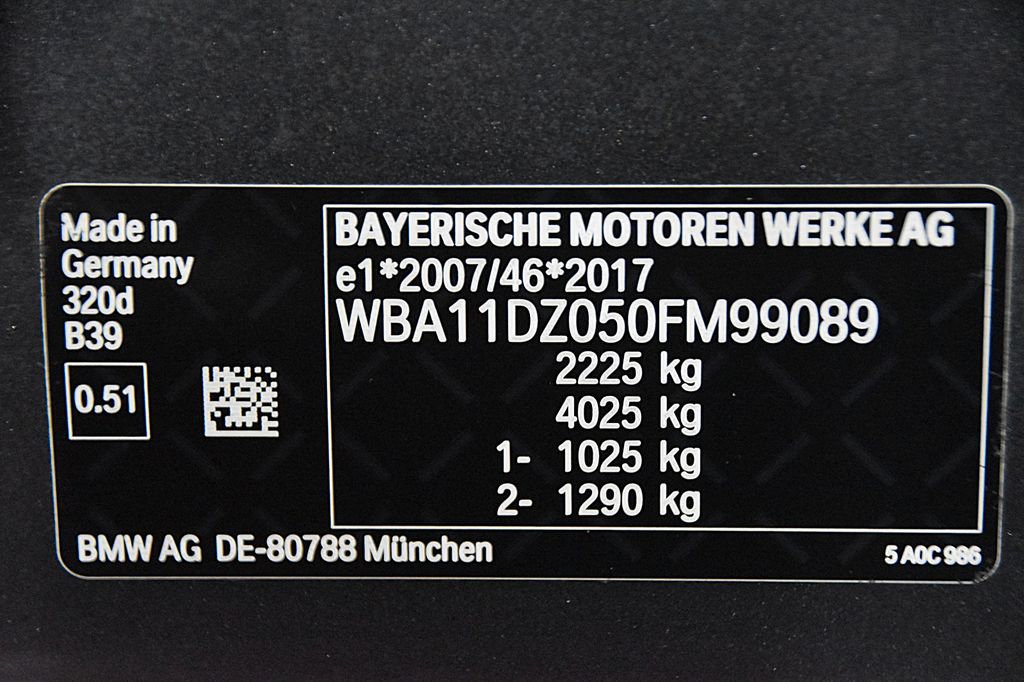 Made in
Germany
320d
B39
0.51
BAYERISCHE MOTOREN WERKE AG
e1*2007/46*2017
WBA11DZ050FM99089
2225 kg
4025 kg
1- 1025 kg
2- 1290 kg
BMW AG DE-80788 München
5 A0C 986